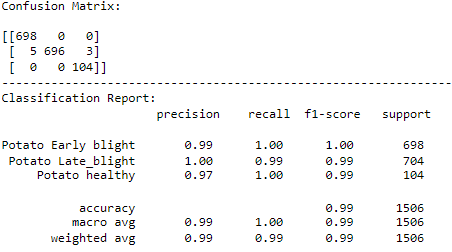 Confusion Matrix:
[[698   0   0]
 [  5 696   3]
 [  0   0 104]]
-----------------------------------------------------------
Classification Report:
                     precision    recall  f1-score   support
Potato Early blight       0.99      1.00      1.00       698
 Potato Late_blight       1.00      0.99      0.99       704
     Potato healthy       0.97      1.00      0.99       104
           accuracy                           0.99      1506
          macro avg       0.99      1.00      0.99      1506
       weighted avg       0.99      0.99      0.99      1506